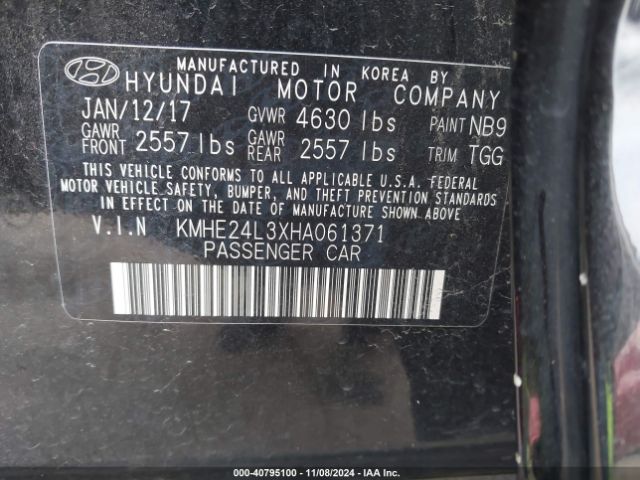 MANUFACTURED IN KOREA BY
HYUNDAI MOTOR COMPANY
JAN/12/17 GVWR 4630 lbs PAINT NB9
GAWR FRONT 2557 lbs GAWR REAR 2557 lbs TRIM TGG
THIS VEHICLE CONFORMS TO ALL APPLICABLE U.S.A. FEDERAL
MOTOR VEHICLE SAFETY, BUMPER, AND THEFT PREVENTION STANDARDS
IN EFFECT ON THE DATE OF MANUFACTURE SHOWN ABOVE.
V.I.N KMHE24L3XHA061371
PASSENGER CAR
000-40795100 - 11/08/2024 - IAA Inc.